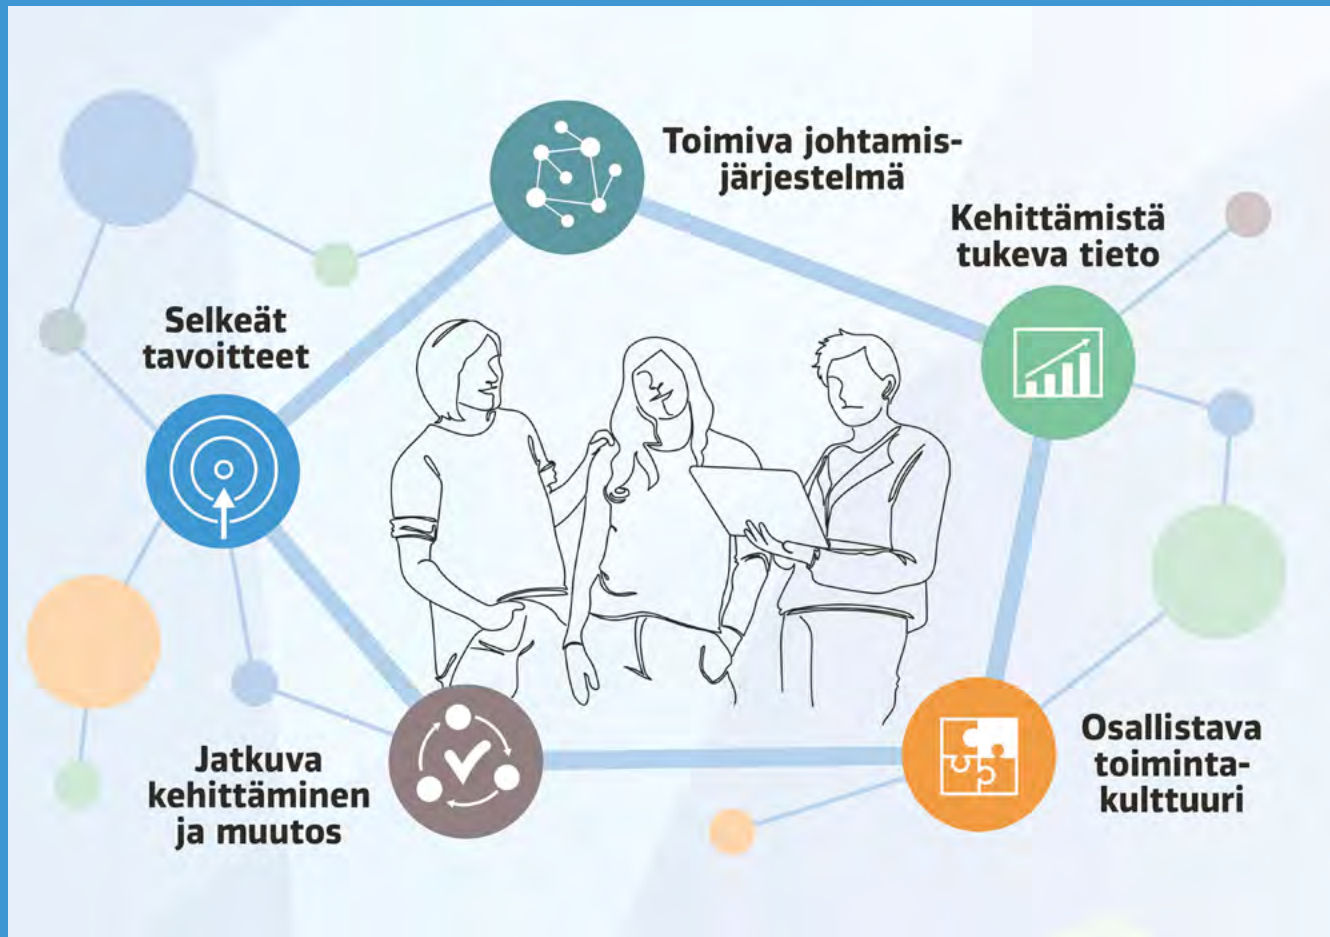 Toimiva johtamis-
järjestelmä
Kehittämistä
tukeva tieto
Selkeät
tavoitteet
Jatkuva
kehittäminen
ja muutos
Osallistava
toiminta-
kulttuuri